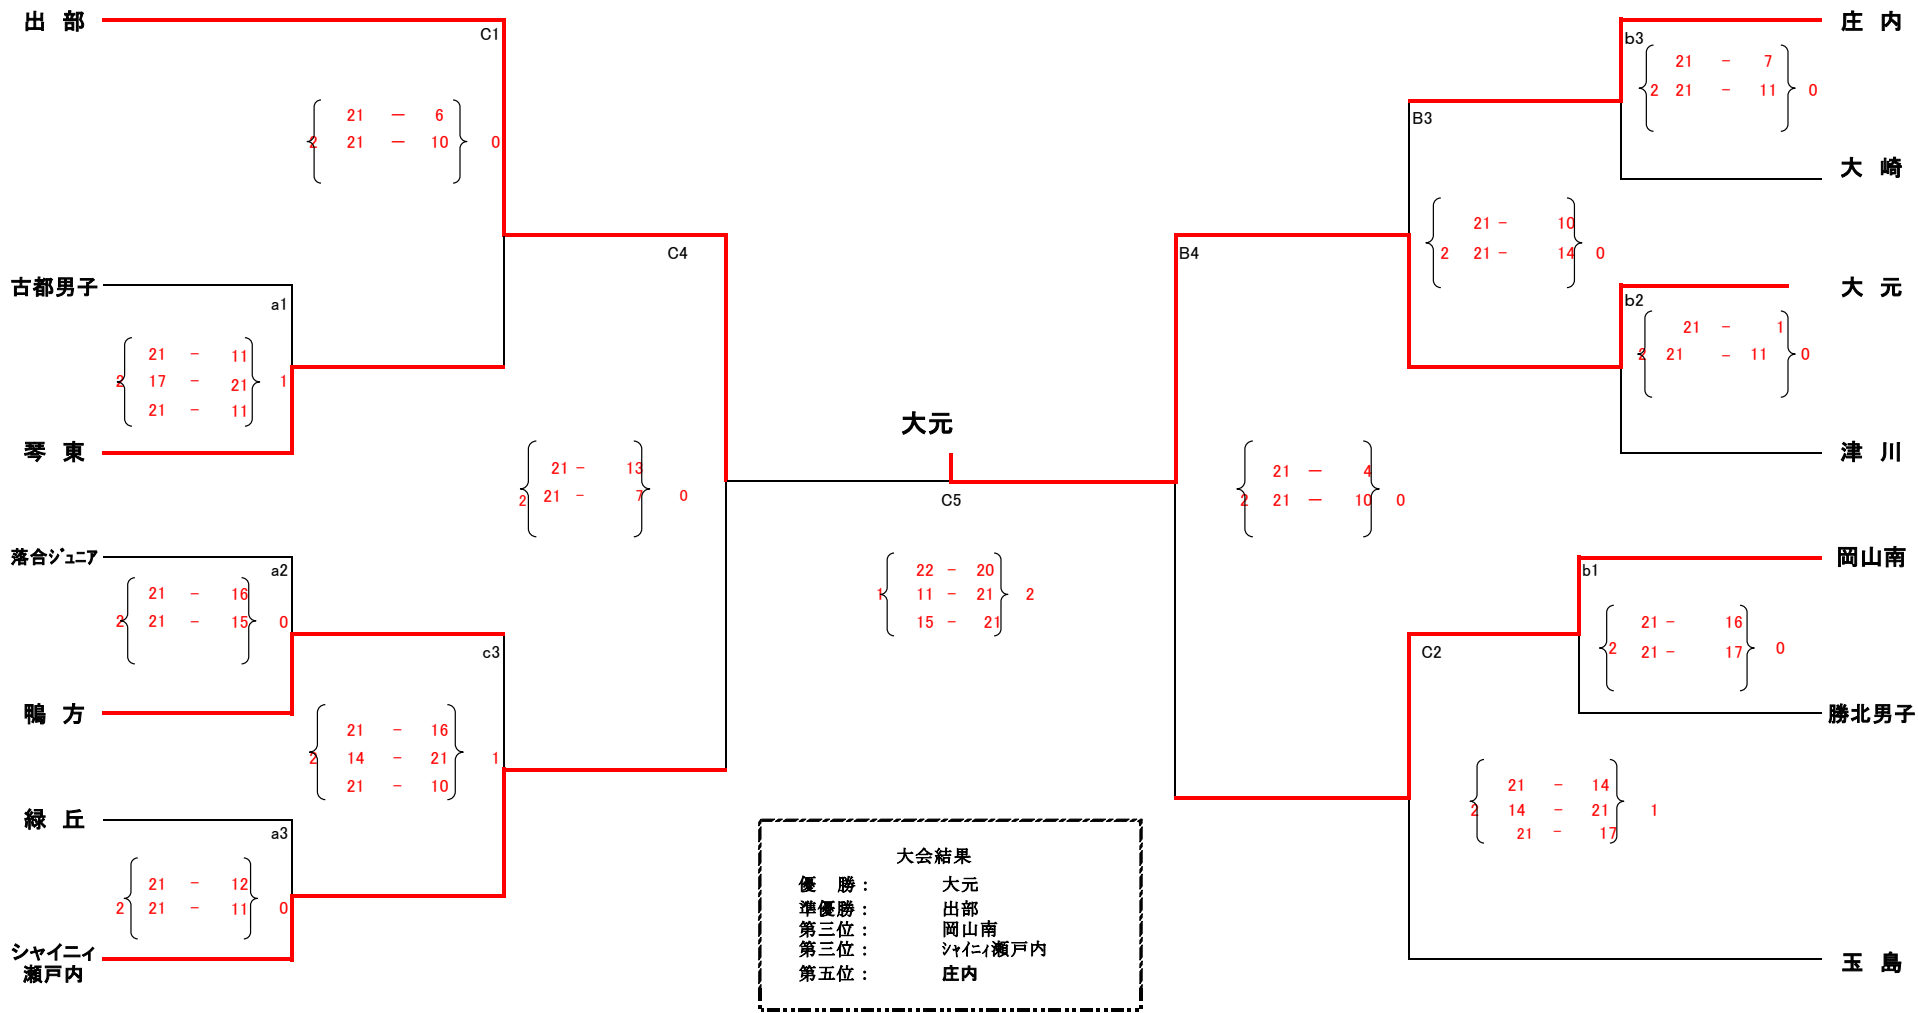 出 部
C1
21 － 6
2 21 － 10 0
古都男子
a1
21 - 11
2 17 - 21 1
21 - 11
琴 東
C4
21 - 13
2 21 - 7 0
落合ｼﾞｭﾆｱ
a2
21 - 16
2 21 - 15 0
鴨 方
c3
21 - 16
2 14 - 21 1
21 - 10
緑 丘
a3
21 - 12
2 21 - 11 0
シャイニィ
瀬戸内
大元
C5
22 - 20
1 11 - 21 2
15 - 21
庄 内
b3
21 - 7
2 21 - 11 0
大 崎
B3
21 - 10
2 21 - 14 0
大 元
b2
21 - 1
2 21 - 11 0
津 川
B4
21 － 4
2 21 － 10 0
岡山南
b1
21 - 16
2 21 - 17 0
勝北男子
C2
21 - 14
2 14 - 21 1
21 - 17
玉 島
大会結果
優 勝： 大元
準優勝： 出部
第三位： 岡山南
第三位： ｼｬｲﾆｨ瀬戸内
第五位： 庄内